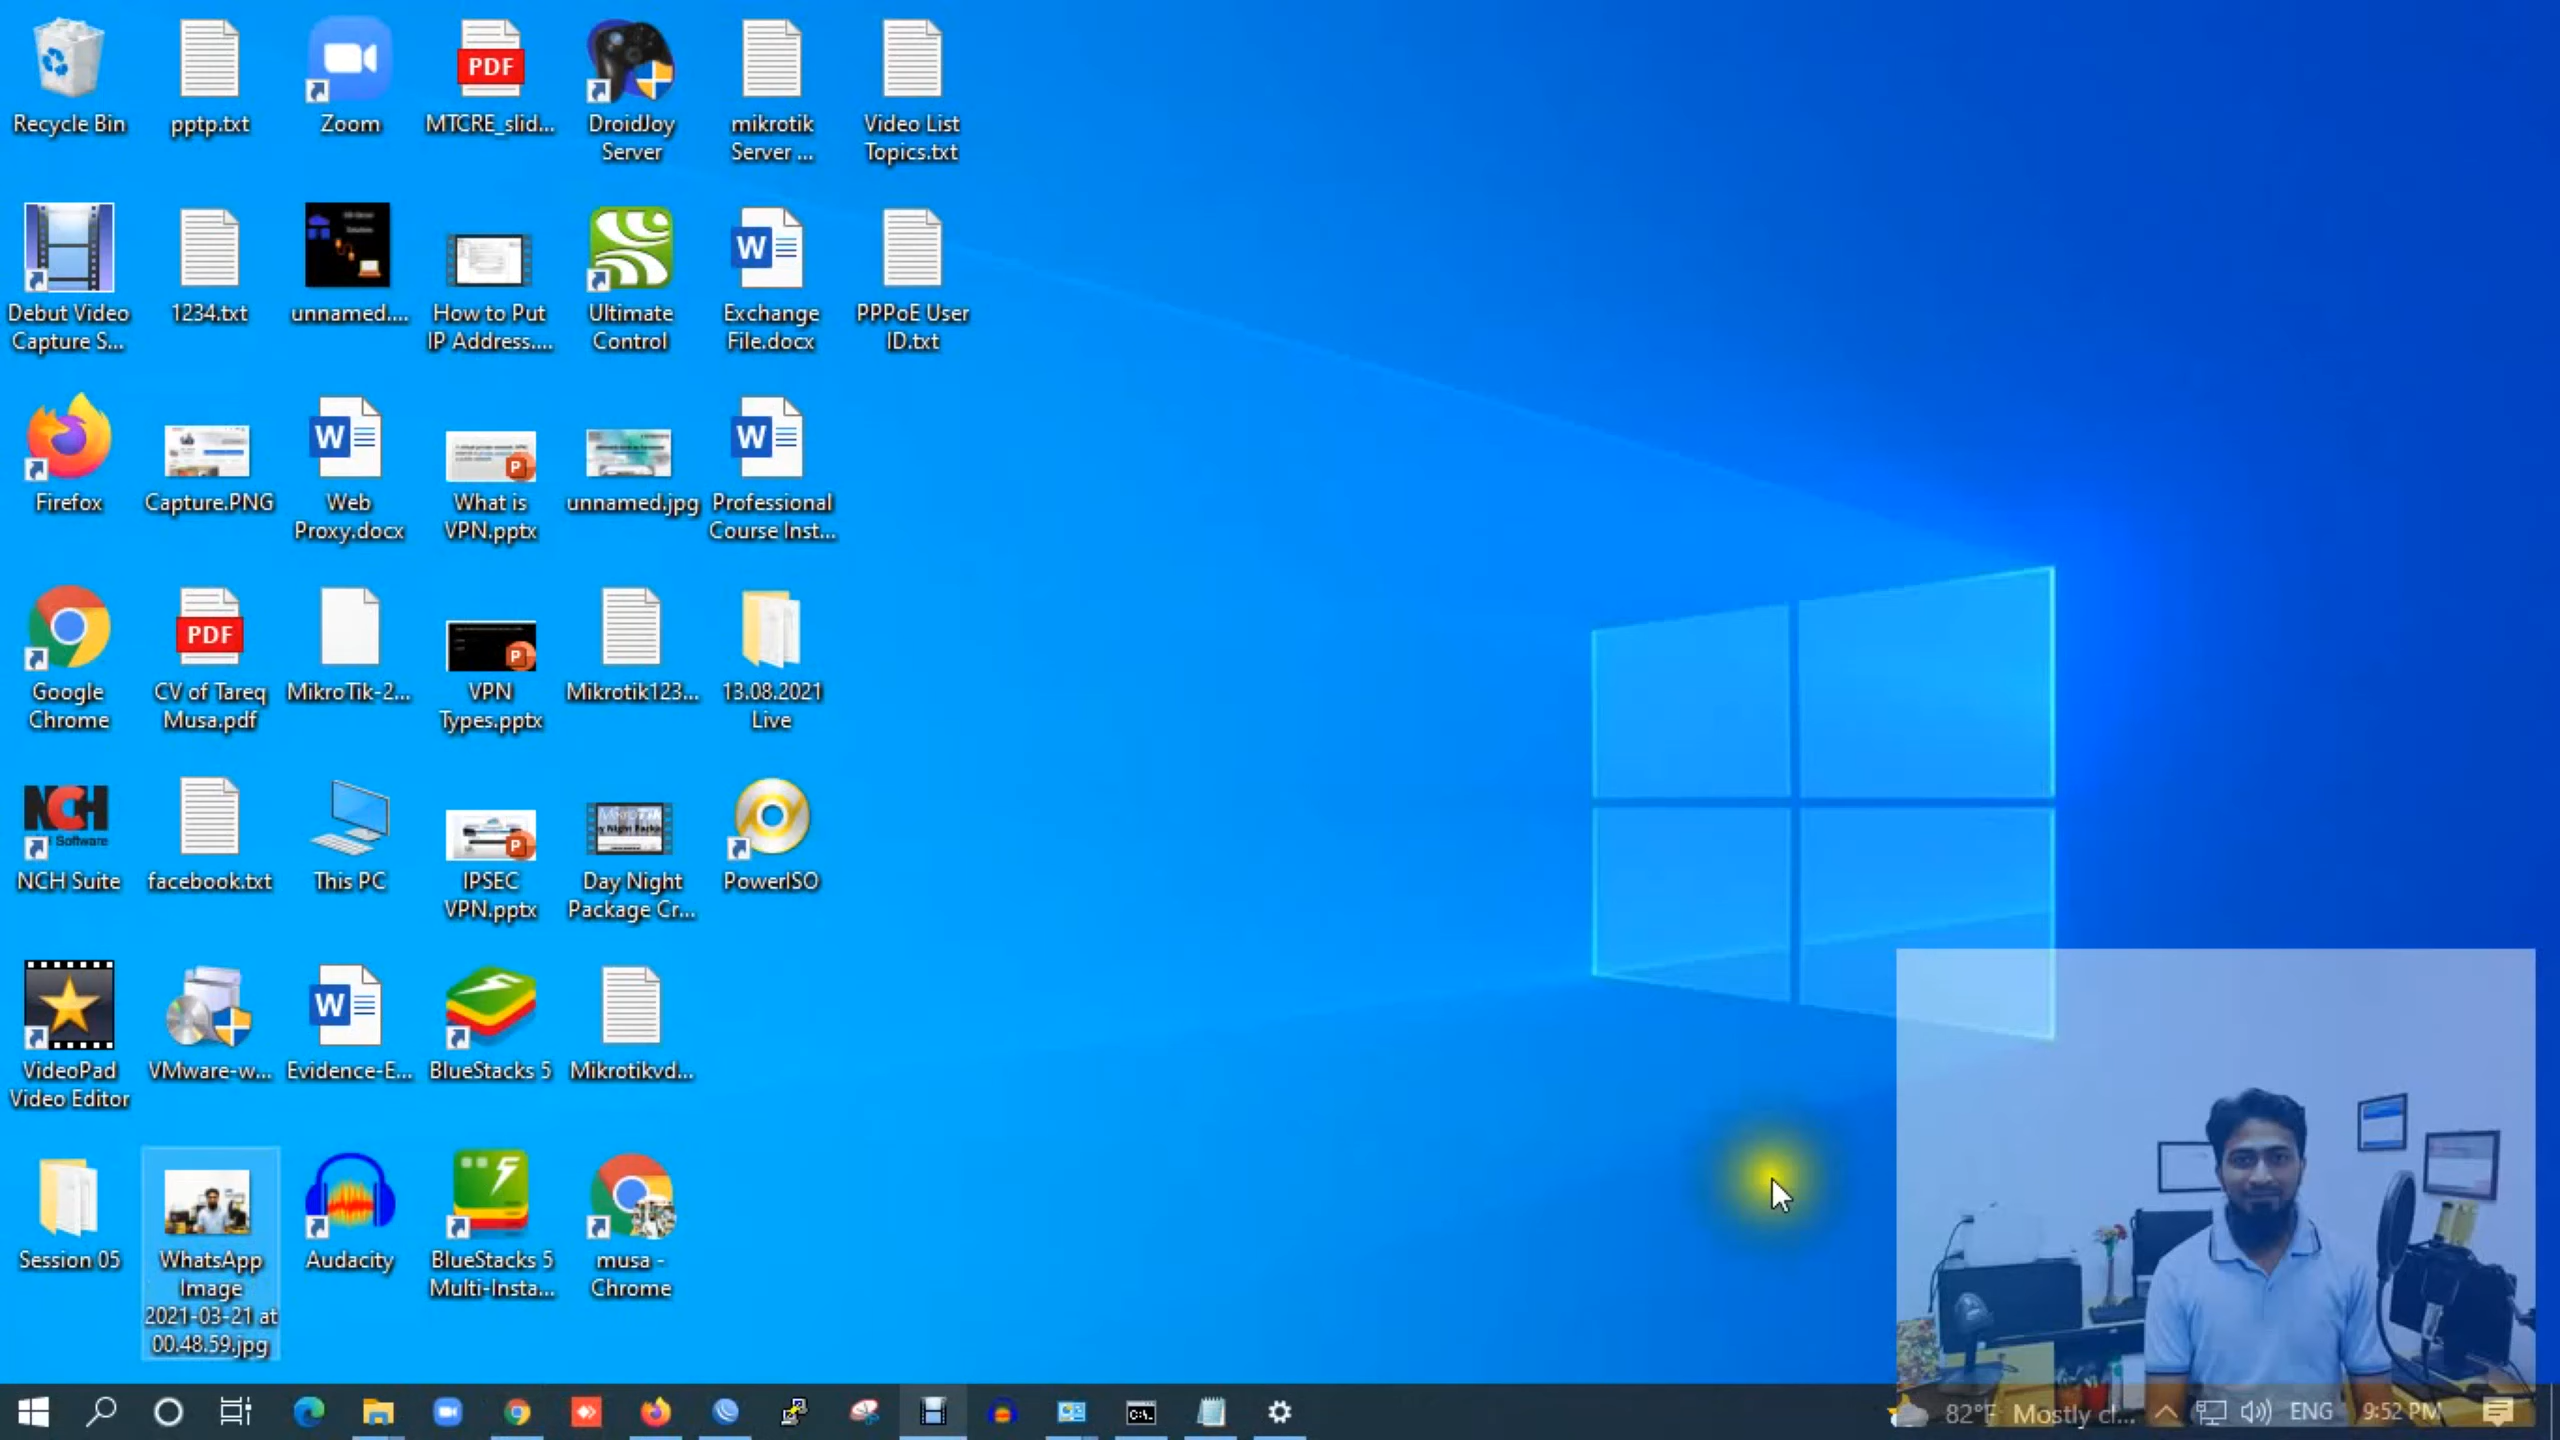 Recycle Bin
pptp.txt
Zoom
PDF
MTCRE_slid...
DroidJoy
Server
mikrotik
Server ...
Video List
Topics.txt
Debut Video
Capture S...
1234.txt
unnamed....
How to Put
IP Address....
Ultimate
Control
W
Exchange
File.docx
PPPoE User
ID.txt
Firefox
Capture.PNG
W
Web
Proxy.docx
P
What is
VPN.pptx
unnamed.jpg
W
Professional
Course Inst...
Google
Chrome
PDF
CV of Tareq
Musa.pdf
MikroTik-2...
P
VPN
Types.pptx
Mikrotik123...
13.08.2021
Live
NCH
Software
NCH Suite
facebook.txt
This PC
P
IPSEC
VPN.pptx
Day Night
Package Cr...
PowerISO
VideoPad
Video Editor
VMware-w...
W
Evidence-E...
BlueStacks 5
Mikrotikvd...
Session 05
WhatsApp
Image
2021-03-21 at
00.48.59.jpg
Audacity
BlueStacks 5
Multi-Insta...
musa -
Chrome
C:\.
82°F Mostly cl... ENG 9:52 PM